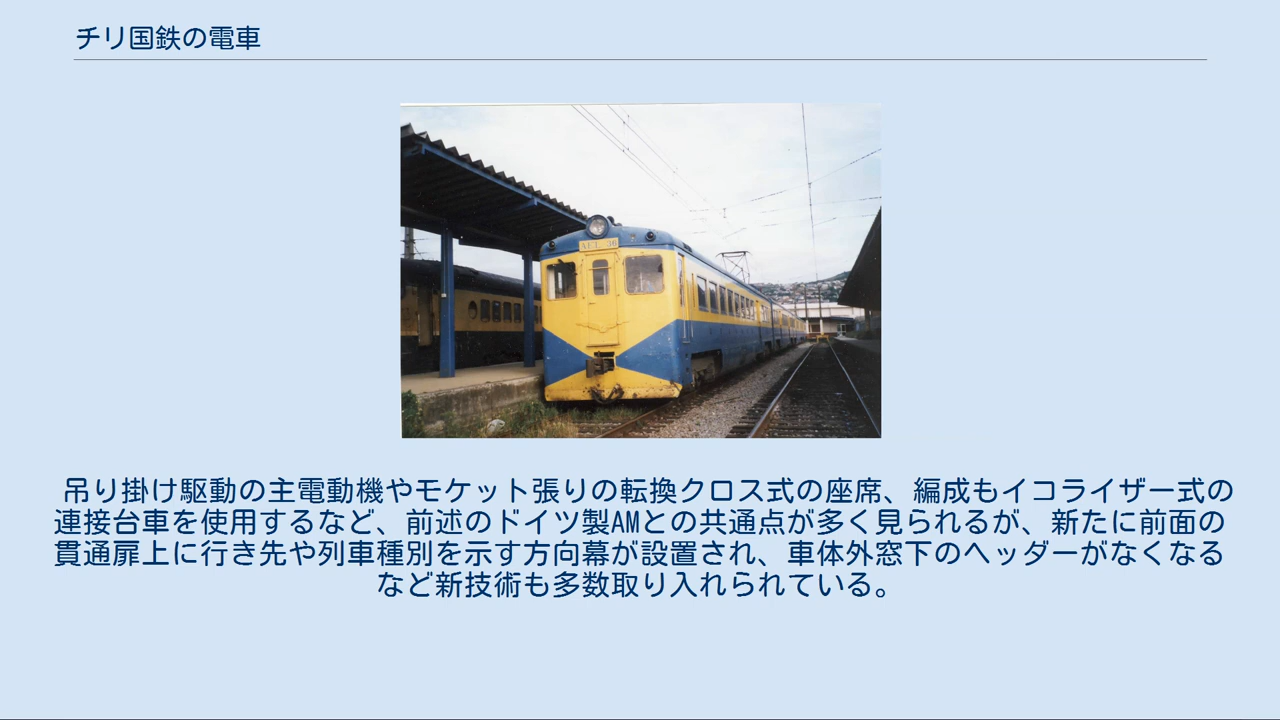 チリ国鉄の電車
AEL 36
吊り掛け駆動の主電動機やモケット張りの転換クロス式の座席、編成もイコライザー式の
連接台車を使用するなど、前述のドイツ製AMとの共通点が多く見られるが、新たに前面の
貫通扉上に行き先や列車種別を示す方向幕が設置され、車体外窓下のヘッダーがなくなる
など新技術も多数取り入れられている。